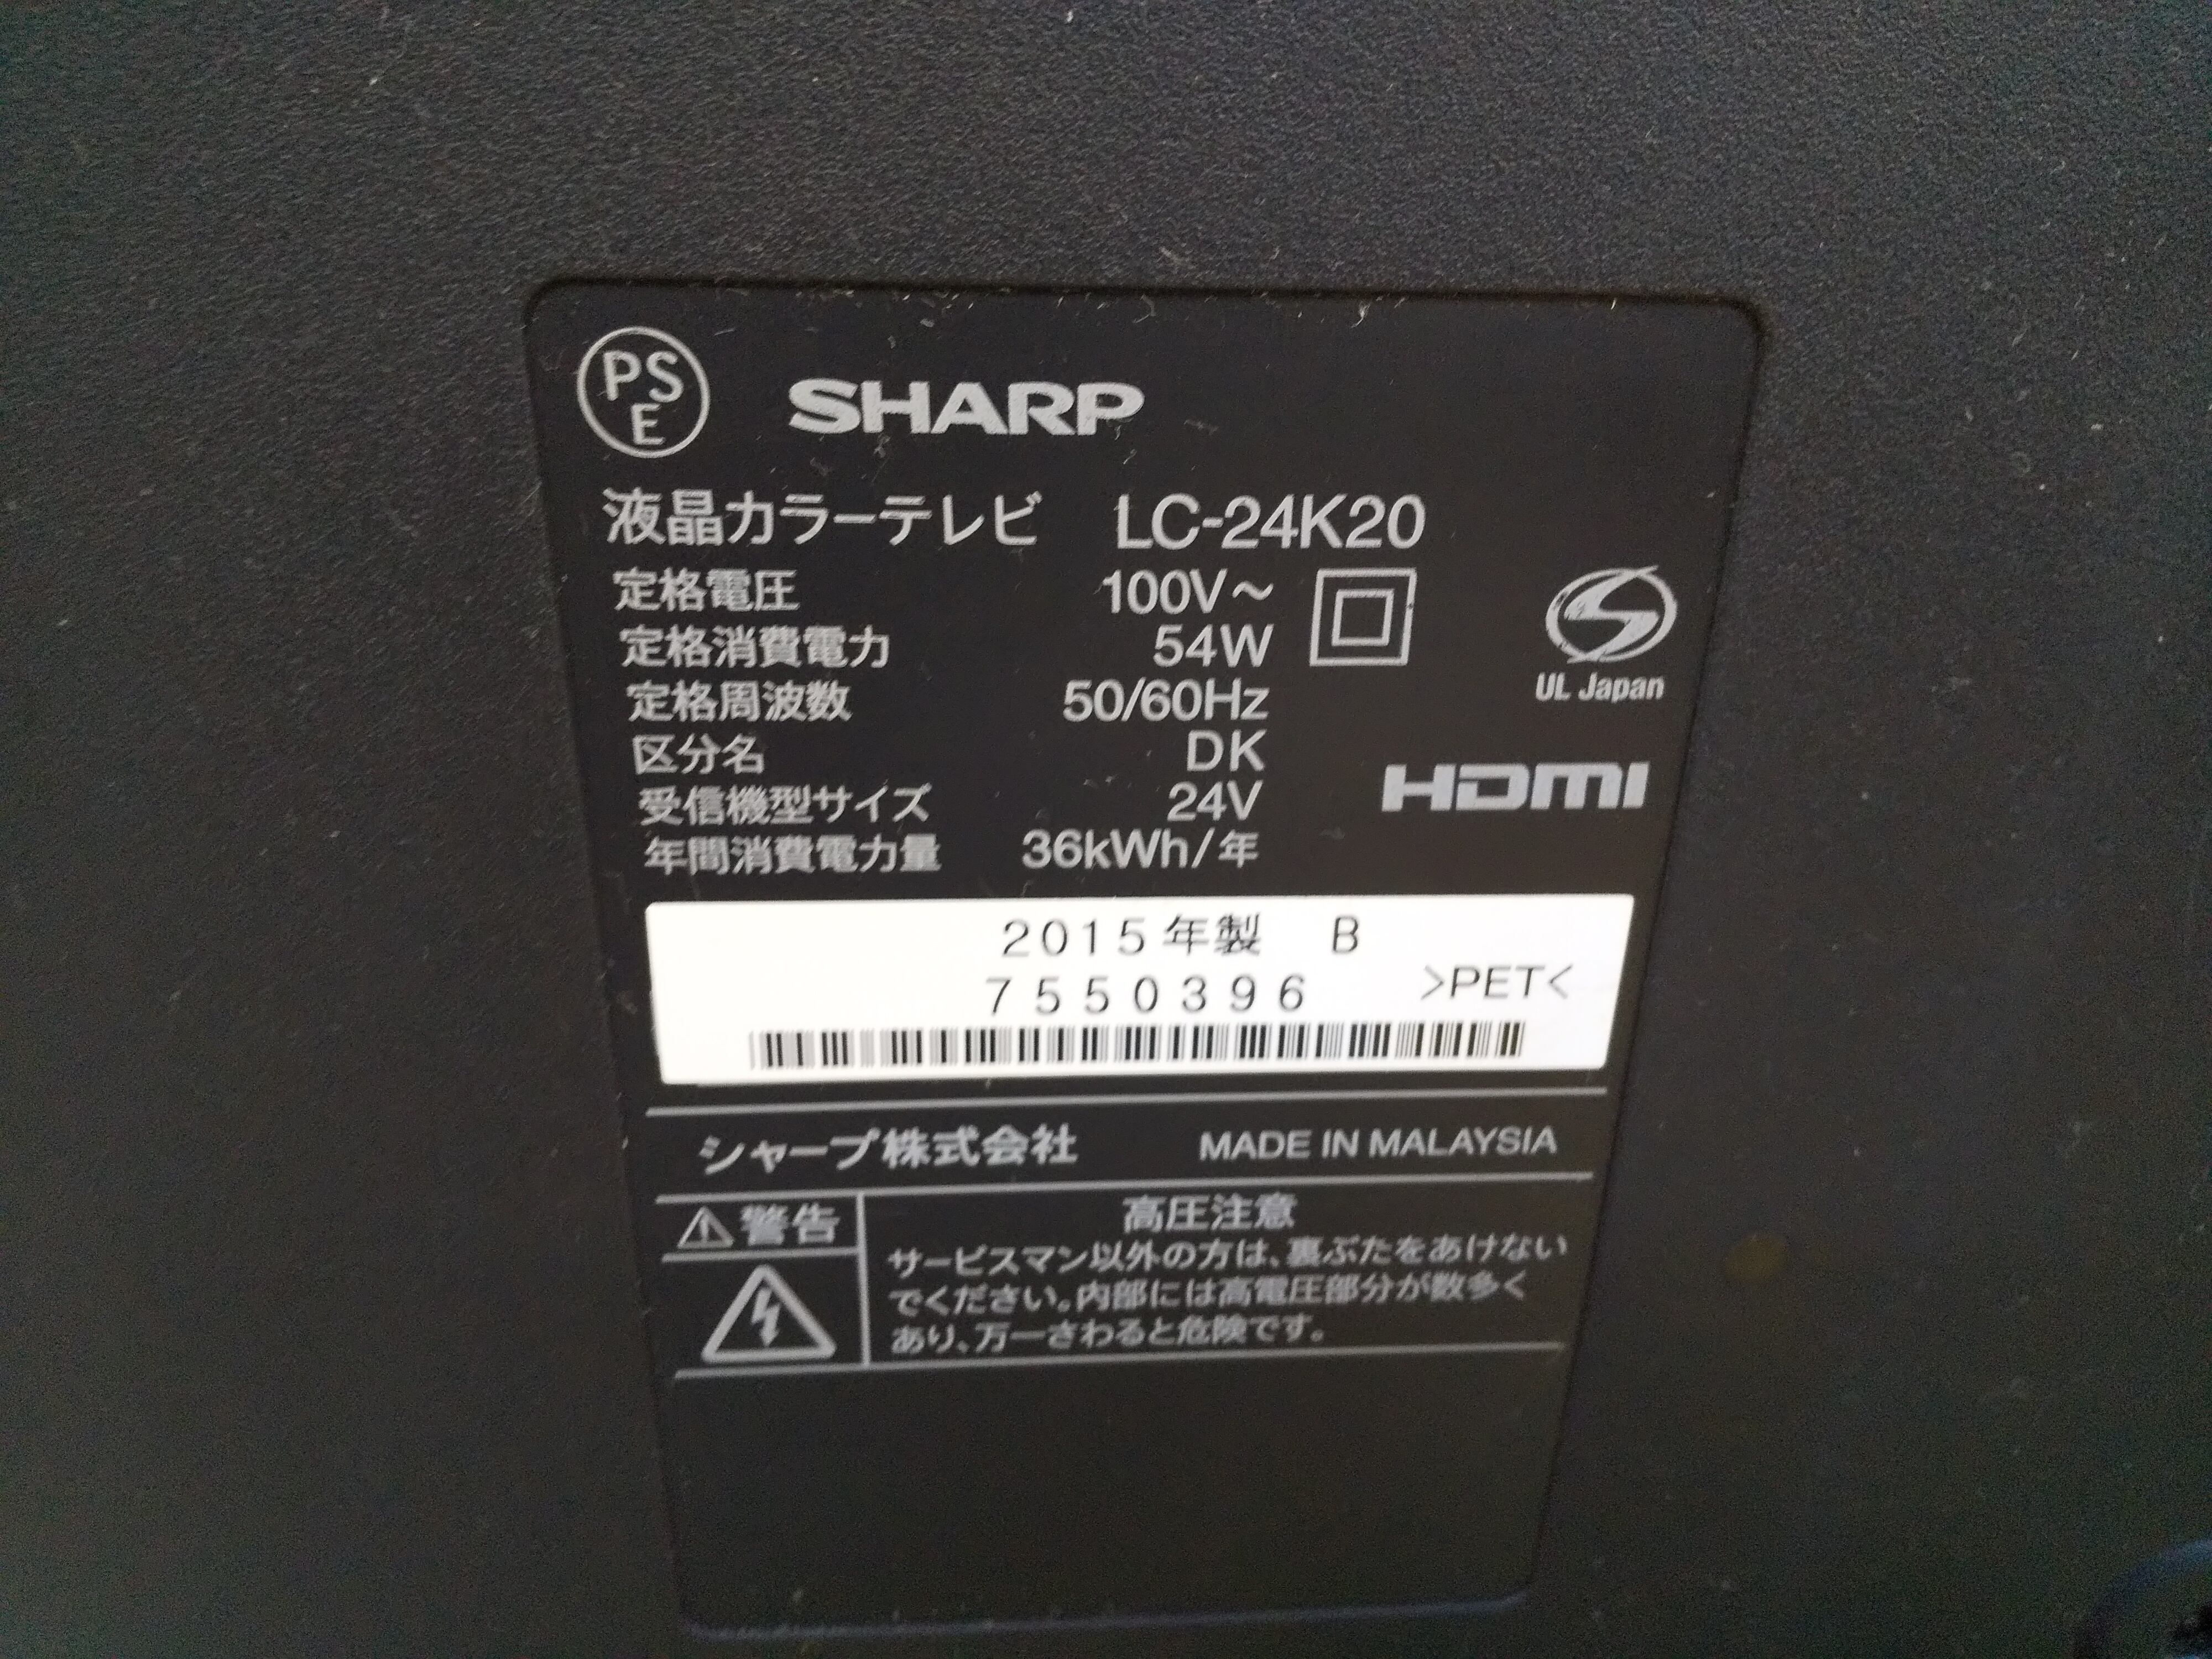 PS
E
SHARP
液晶カラーテレビ LC-24K20
定格電圧 100V～
定格消費電力 54W
定格周波数 50/60Hz
区分名 DK
受信機型サイズ 24V
年間消費電力量 36kWh/年
UL Japan
HDMI
2015年製 B
7550396 >PET<
シャープ株式会社 MADE IN MALAYSIA
警告
高圧注意
サービスマン以外の方は、裏ぶたをあけない
でください。内部には高電圧部分が数多く
あり、万一さわると危険です。